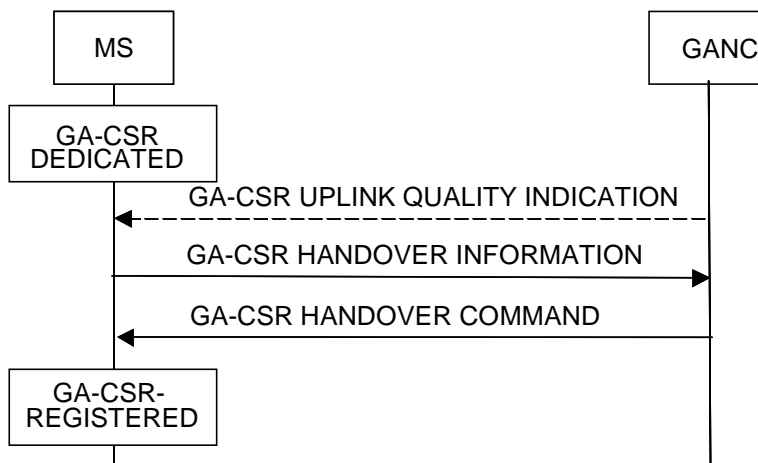 MS
GANC
GA-CSR
DEDICATED
GA-CSR UPLINK QUALITY INDICATION
GA-CSR HANDOVER INFORMATION
GA-CSR HANDOVER COMMAND
GA-CSR-
REGISTERED